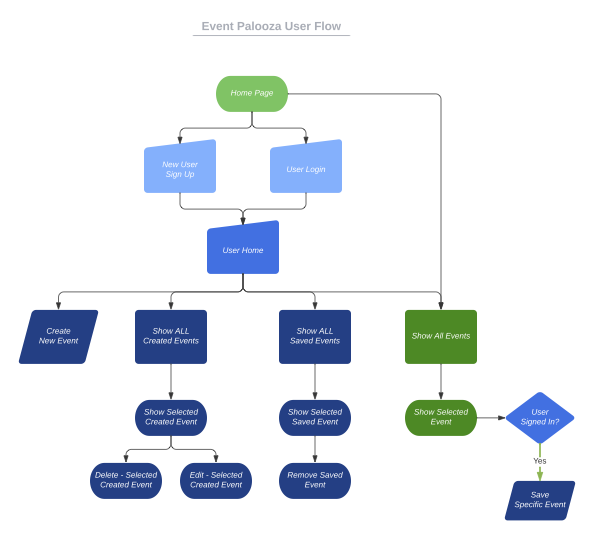 Event Palooza User Flow
Home Page
New User
Sign Up
User Login
User Home
Create
New Event
Show ALL
Created Events
Show ALL
Saved Events
Show All Events
Show Selected
Created Event
Show Selected
Saved Event
Show Selected
Event
User
Signed In?
Yes
Delete - Selected
Created Event
Edit - Selected
Created Event
Remove Saved
Event
Save
Specific Event